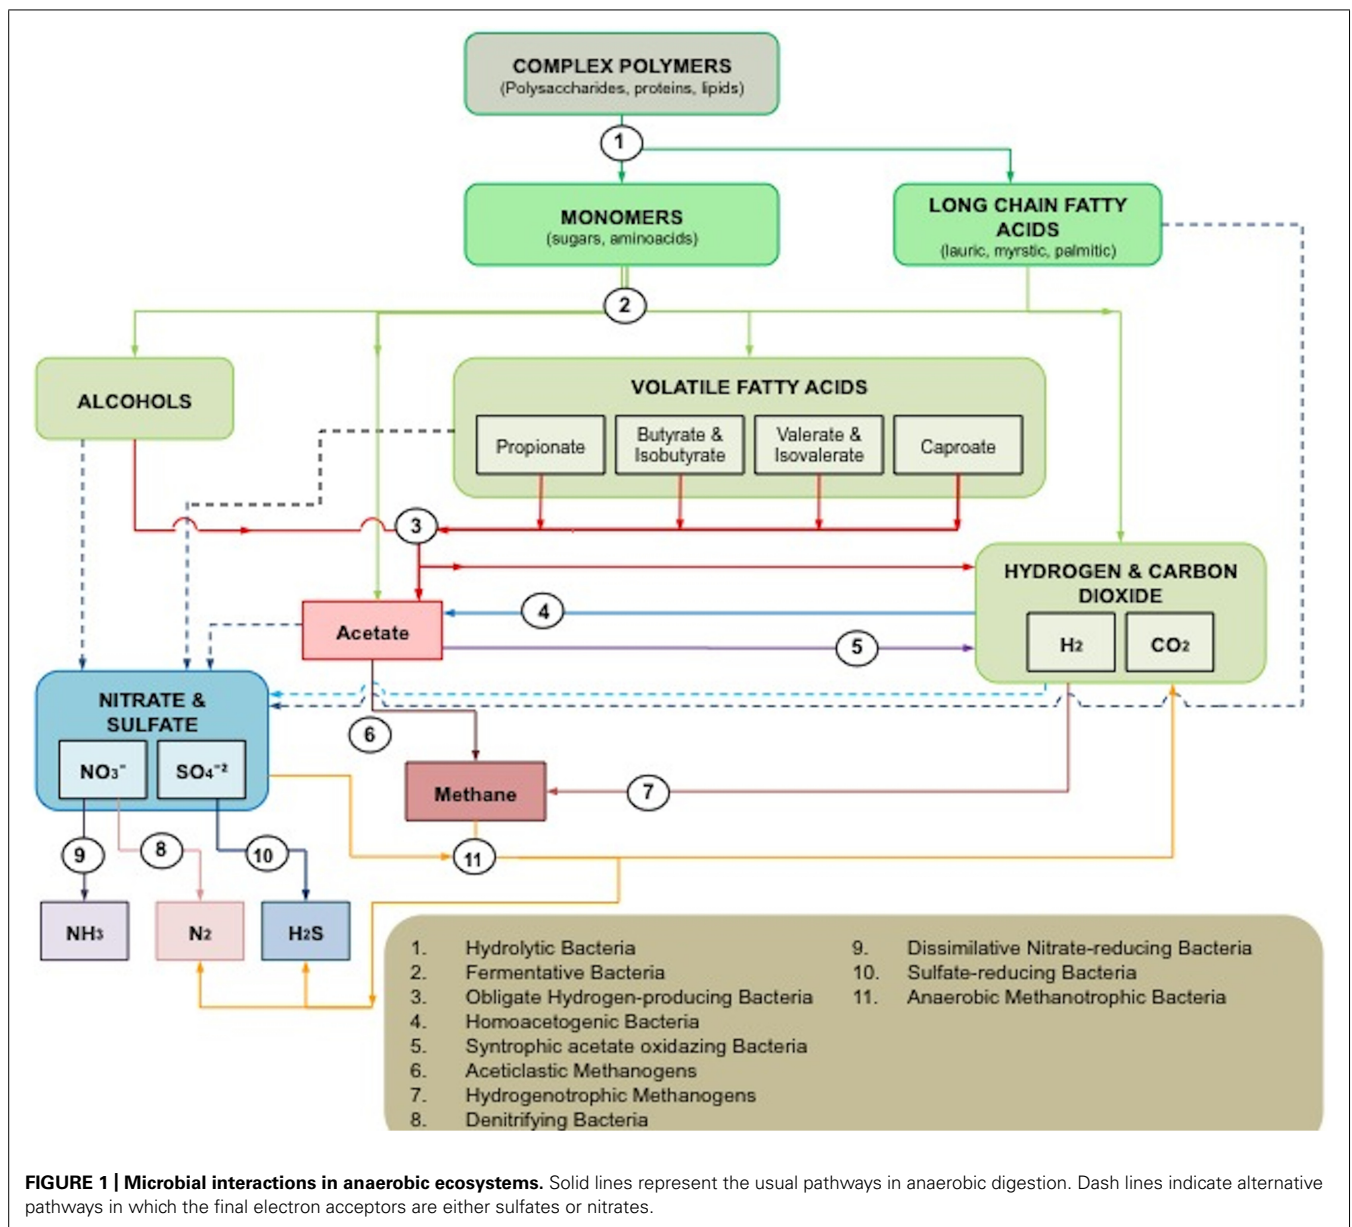 COMPLEX POLYMERS
(Polysaccharides, proteins, lipids)
1
MONOMERS
(sugars, aminoacids)
LONG CHAIN FATTY
ACIDS
(lauric, myrstic, palmitic)
2
ALCOHOLS
VOLATILE FATTY ACIDS
Propionate
Butyrate &
Isobutyrate
Valerate &
Isovalerate
Caproate
3
HYDROGEN & CARBON
DIOXIDE
H2
CO2
4
Acetate
5
NITRATE &
SULFATE
NO3⁻
SO4⁻²
6
Methane
7
9
8
10
11
NH3
N2
H2S
1. Hydrolytic Bacteria
2. Fermentative Bacteria
3. Obligate Hydrogen-producing Bacteria
4. Homoacetogenic Bacteria
5. Syntrophic acetate oxidazing Bacteria
6. Aceticlastic Methanogens
7. Hydrogenotrophic Methanogens
8. Denitrifying Bacteria
9. Dissimilative Nitrate-reducing Bacteria
10. Sulfate-reducing Bacteria
11. Anaerobic Methanotrophic Bacteria
FIGURE 1 | Microbial interactions in anaerobic ecosystems. Solid lines represent the usual pathways in anaerobic digestion. Dash lines indicate alternative
pathways in which the final electron acceptors are either sulfates or nitrates.